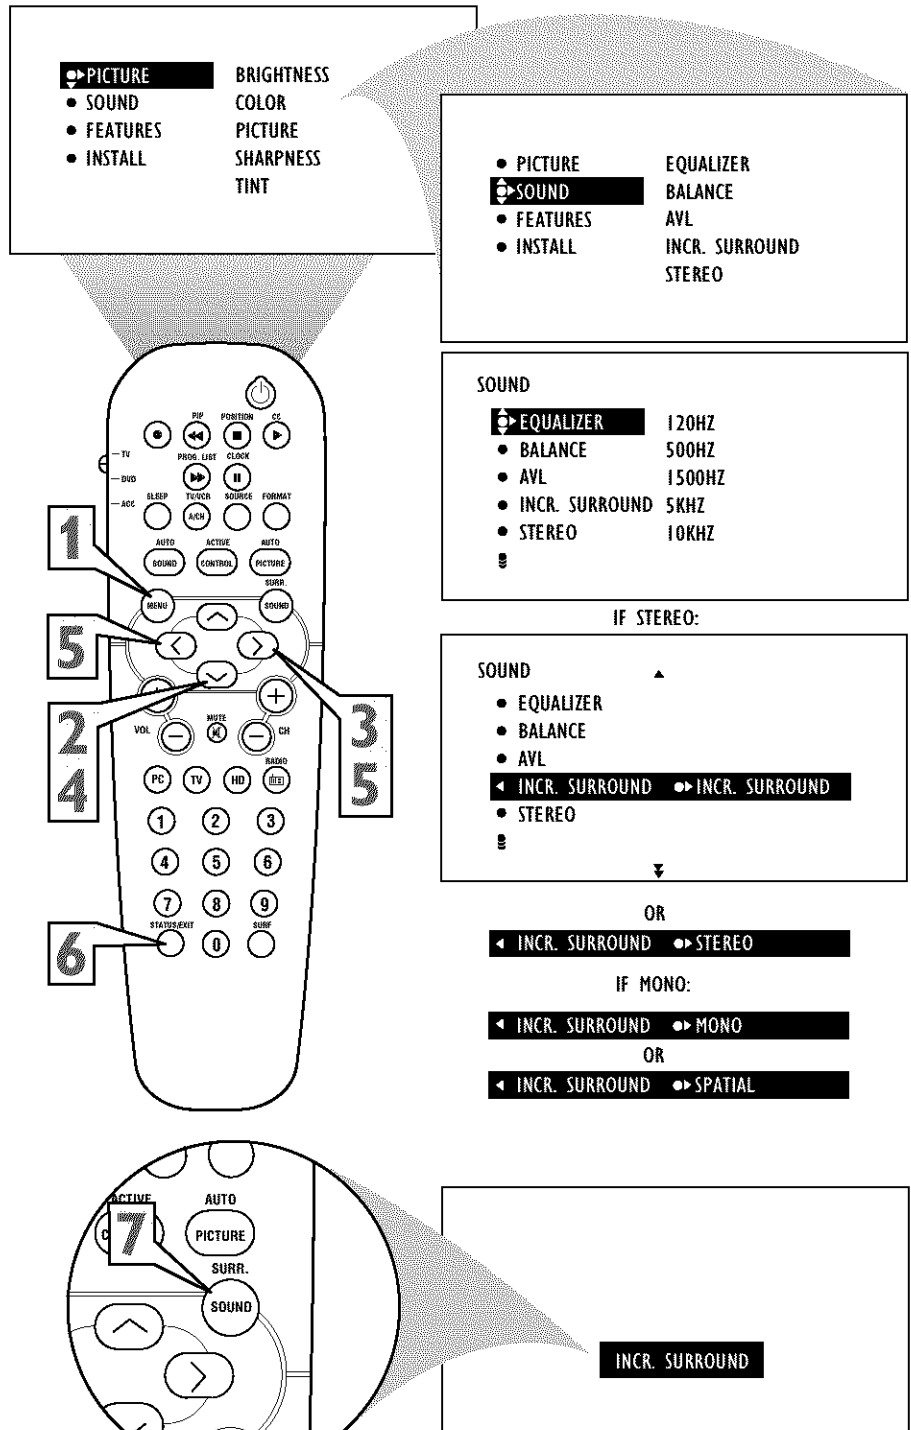 PICTURE BRIGHTNESS
SOUND COLOR
FEATURES PICTURE
INSTALL SHARPNESS
TINT
PICTURE EQUALIZER
SOUND BALANCE
FEATURES AVL
INSTALL INCR. SURROUND
STEREO
SOUND
EQUALIZER 120HZ
BALANCE 500HZ
AVL 1500HZ
INCR. SURROUND 5KHZ
STEREO 10KHZ
IF STEREO:
SOUND
EQUALIZER
BALANCE
AVL
INCR. SURROUND INCR. SURROUND
STEREO
OR
INCR. SURROUND STEREO
IF MONO:
INCR. SURROUND MONO
OR
INCR. SURROUND SPATIAL
PIP POSITION CC
TV
PROG. LIST CLOCK
DVD
ACC
SLEEP TV/VCR SOURCE FORMAT
A/CH
AUTO ACTIVE AUTO
SOUND CONTROL PICTURE
SURR.
MENU SOUND
VOL MUTE CH
RADIO
PC TV HD
1 2 3
4 5 6
7 8 9
STATUS/EXIT SURF
0
1
5
2
4
3
5
6
ACTIVE AUTO
7
PICTURE
SURR.
SOUND
INCR. SURROUND